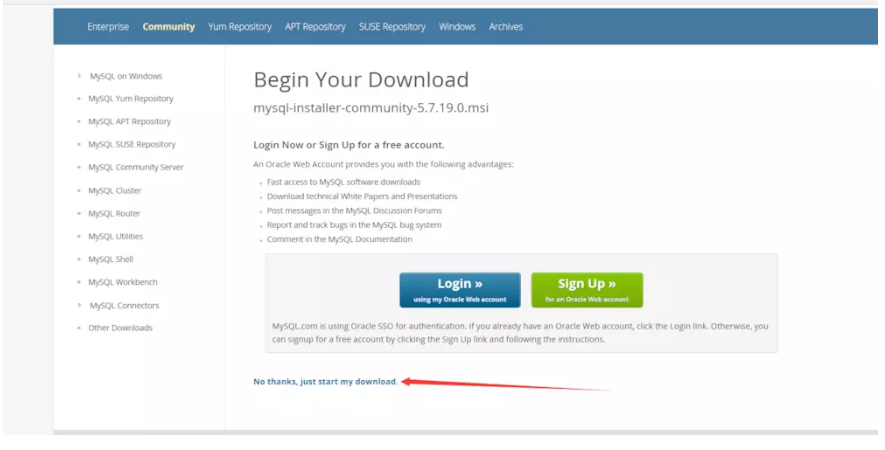 Enterprise Community Yum Repository APT Repository SUSE Repository Windows Archives
MySQL on Windows
MySQL Yum Repository
MySQL APT Repository
MySQL SUSE Repository
MySQL Community Server
MySQL Cluster
MySQL Router
MySQL Utilities
MySQL Shell
MySQL Workbench
MySQL Connectors
Other Downloads
Begin Your Download
mysql-installer-community-5.7.19.0.msi
Login Now or Sign Up for a free account.
An Oracle Web Account provides you with the following advantages:
Fast access to MySQL software downloads
Download technical White Papers and Presentations
Post messages in the MySQL Discussion Forums
Report and track bugs in the MySQL bug system
Comment in the MySQL Documentation
Login »
using my Oracle Web account
Sign Up »
for an Oracle Web account
MySQL.com is using Oracle SSO for authentication. If you already have an Oracle Web account, click the Login link. Otherwise, you
can signup for a free account by clicking the Sign Up link and following the instructions.
No thanks, just start my download.